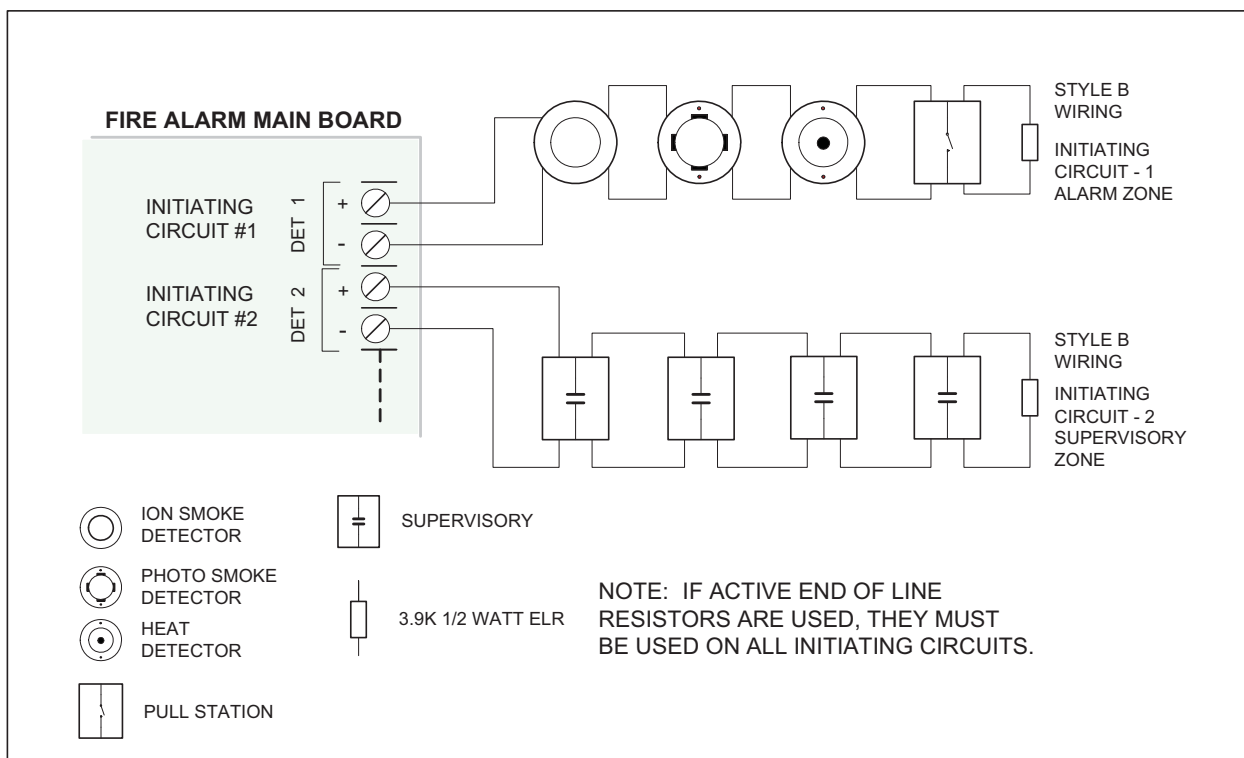 FIRE ALARM MAIN BOARD
INITIATING
CIRCUIT #1
DET 1
+
-
INITIATING
CIRCUIT #2
DET 2
+
-
STYLE B
WIRING
INITIATING
CIRCUIT - 1
ALARM ZONE
STYLE B
WIRING
INITIATING
CIRCUIT - 2
SUPERVISORY
ZONE
ION SMOKE
DETECTOR
PHOTO SMOKE
DETECTOR
HEAT
DETECTOR
PULL STATION
SUPERVISORY
3.9K 1/2 WATT ELR
NOTE: IF ACTIVE END OF LINE
RESISTORS ARE USED, THEY MUST
BE USED ON ALL INITIATING CIRCUITS.